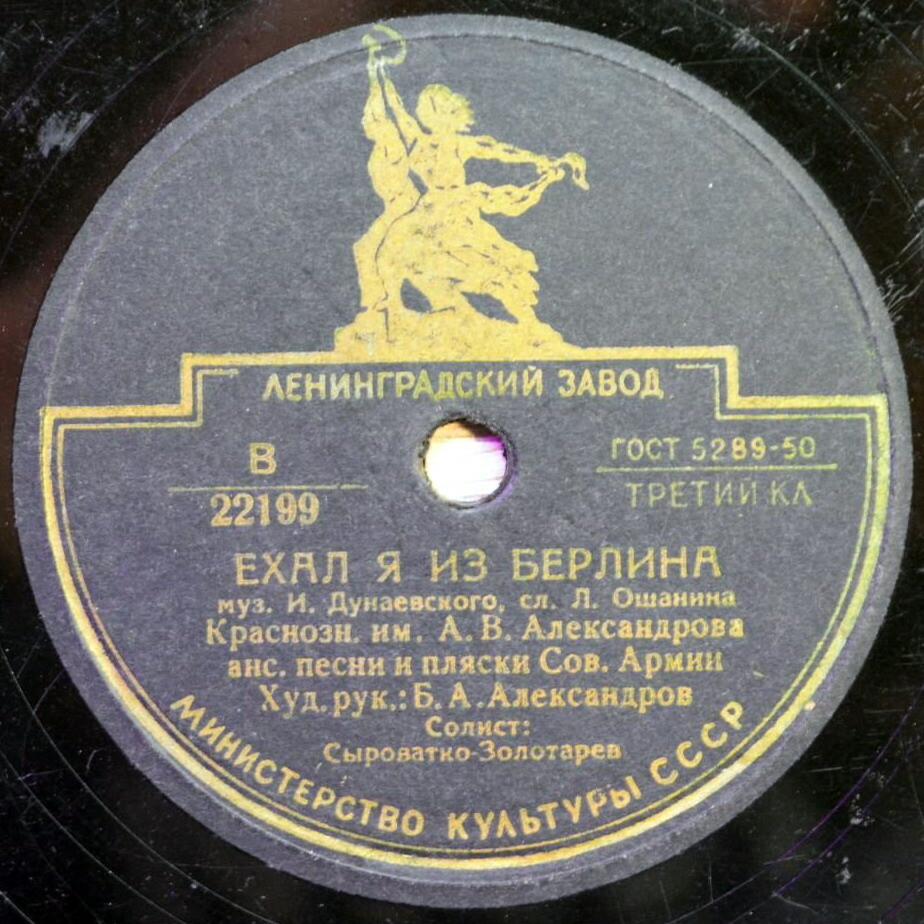 ЛЕНИНГРАДСКИЙ ЗАВОД
В
22199
ГОСТ 5289-50
ТРЕТИЙ КЛ
ЕХАЛ Я ИЗ БЕРЛИНА
муз. И. Дунаевского, сл. Л. Ошанина
Краснозн. им. А. В. Александрова
анс. песни и пляски Сов. Армии
Худ. рук.: Б. А. Александров
Солист:
Сыроватко-Золотарев
МИНИСТЕРСТВО КУЛЬТУРЫ СССР